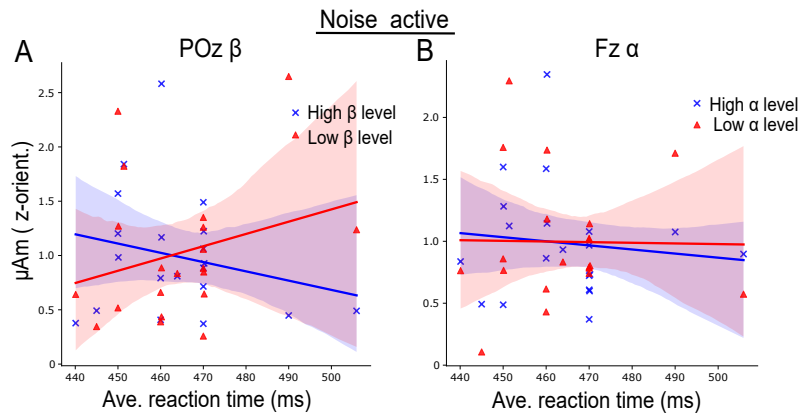 Noise active
A
POz β
B
Fz α
High β level
Low β level
High α level
Low α level
µAm ( z-orient.)
2.5
2.0
1.5
1.0
0.5
0
2.0
1.5
1.0
0.5
0
440 450 460 470 480 490 500
440 450 460 470 480 490 500
Ave. reaction time (ms)
Ave. reaction time (ms)